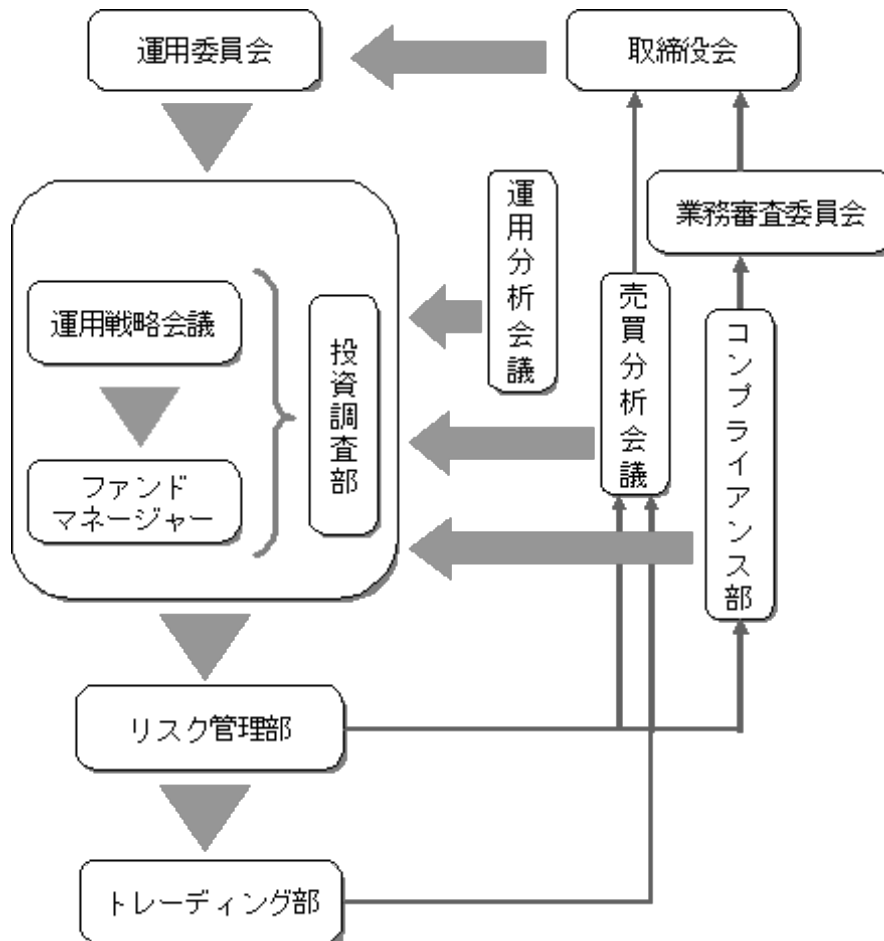 運用委員会
取締役会
運用分析会議
業務審査委員会
運用戦略会議
投資調査部
売買分析会議
コンプライアンス部
ファンド
マネージャー
リスク管理部
トレーディング部